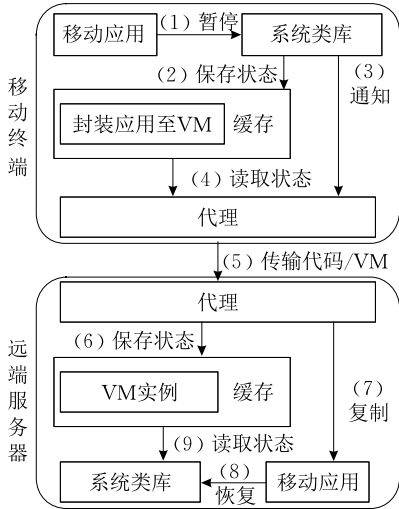 移动终端
移动应用
(1)暂停
系统类库
(2)保存状态
(3)
通知
封装应用至VM
缓存
(4)读取状态
代理
(5)传输代码/VM
远端服务器
代理
(6)保存状态
VM实例
缓存
(7)
复制
(9)读取状态
系统类库
(8)
恢复
移动应用